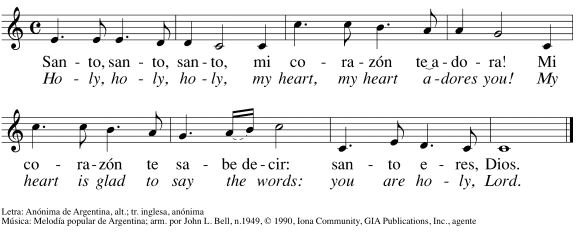 San - to, san - to, san - to, mi co - ra - zón te‿a - do - ra! Mi
Ho - ly, ho - ly, ho - ly, my heart, my heart a - dores you! My
co - ra - zón te sa - be de - cir: san - to e - res, Dios.
heart is glad to say the words: you are ho - ly, Lord.
Letra: Anónima de Argentina, alt.; tr. inglesa, anónima
Música: Melodía popular de Argentina; arm. por John L. Bell, n.1949, © 1990, Iona Community, GIA Publications, Inc., agente